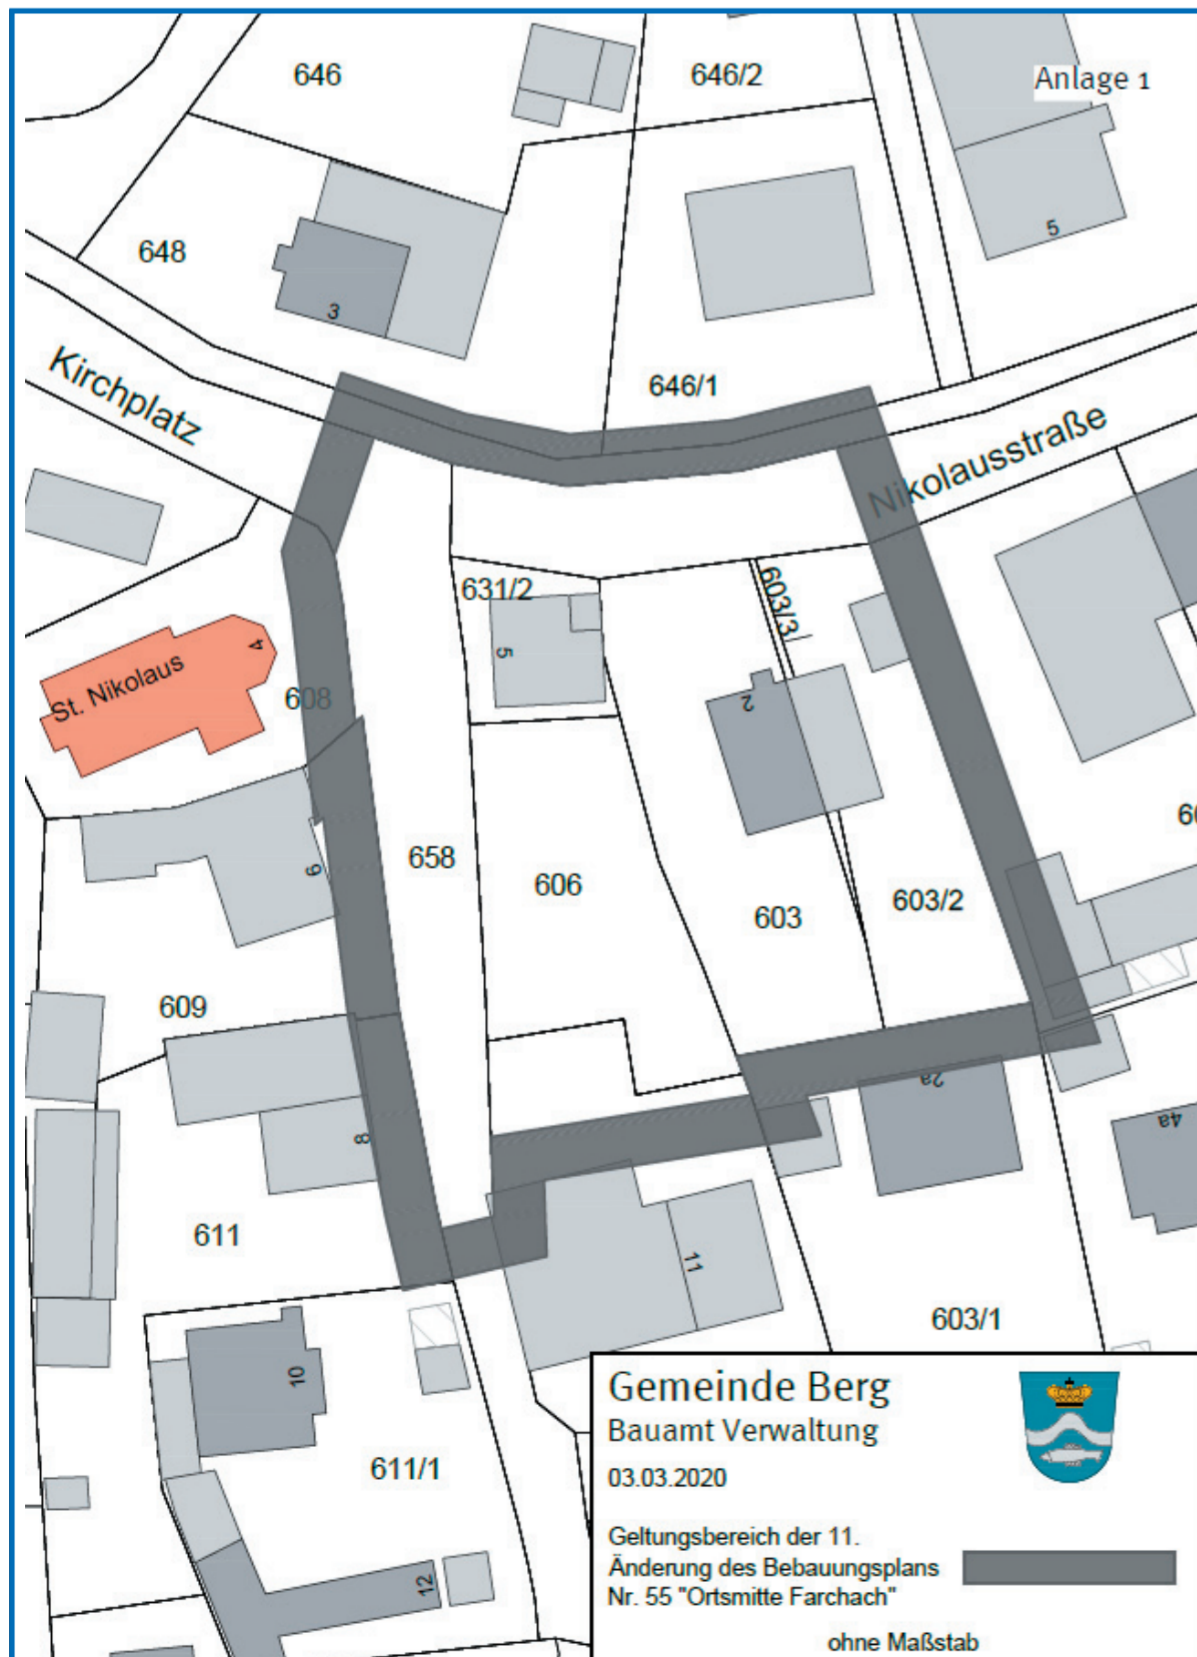 646
646/2
Anlage 1
5
648
3
646/1
Kirchplatz
Nikolausstraße
631/2
603/3
5
4
St. Nikolaus
608
2
658
606
603
603/2
9
609
2a
4a
8
611
11
603/1
10
611/1
12
Gemeinde Berg
Bauamt Verwaltung
03.03.2020
Geltungsbereich der 11.
Änderung des Bebauungsplans
Nr. 55 "Ortsmitte Farchach"
ohne Maßstab